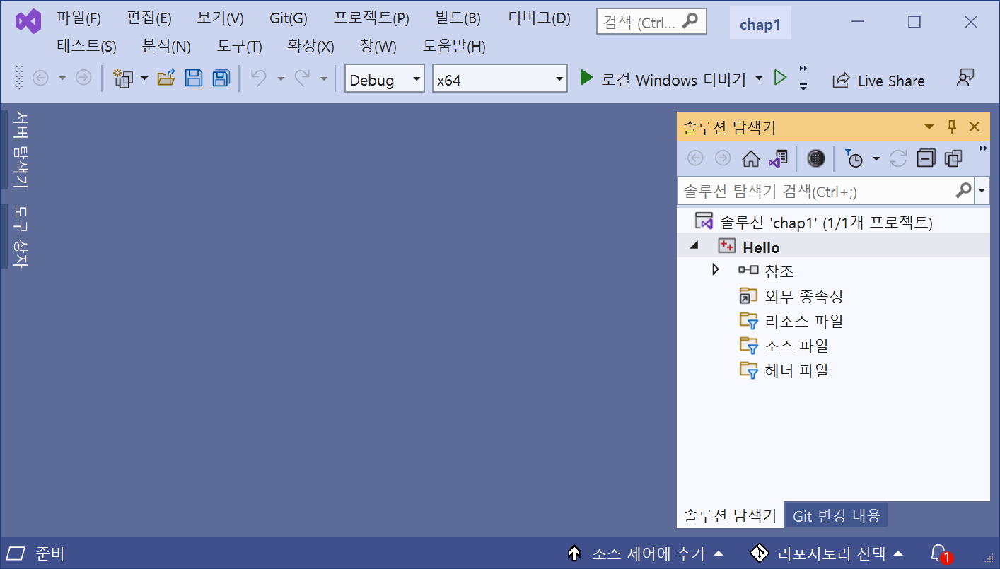 파일(F) 편집(E) 보기(V) Git(G) 프로젝트(P) 빌드(B) 디버그(D) 검색 (Ctrl... chap1
테스트(S) 분석(N) 도구(T) 확장(X) 창(W) 도움말(H)
Debug x64 로컬 Windows 디버거 Live Share
서버 탐색기
도구 상자
솔루션 탐색기
솔루션 탐색기 검색(Ctrl+;)
솔루션 'chap1' (1/1개 프로젝트)
Hello
참조
외부 종속성
리소스 파일
소스 파일
헤더 파일
솔루션 탐색기 Git 변경 내용
준비 소스 제어에 추가 리포지토리 선택 1